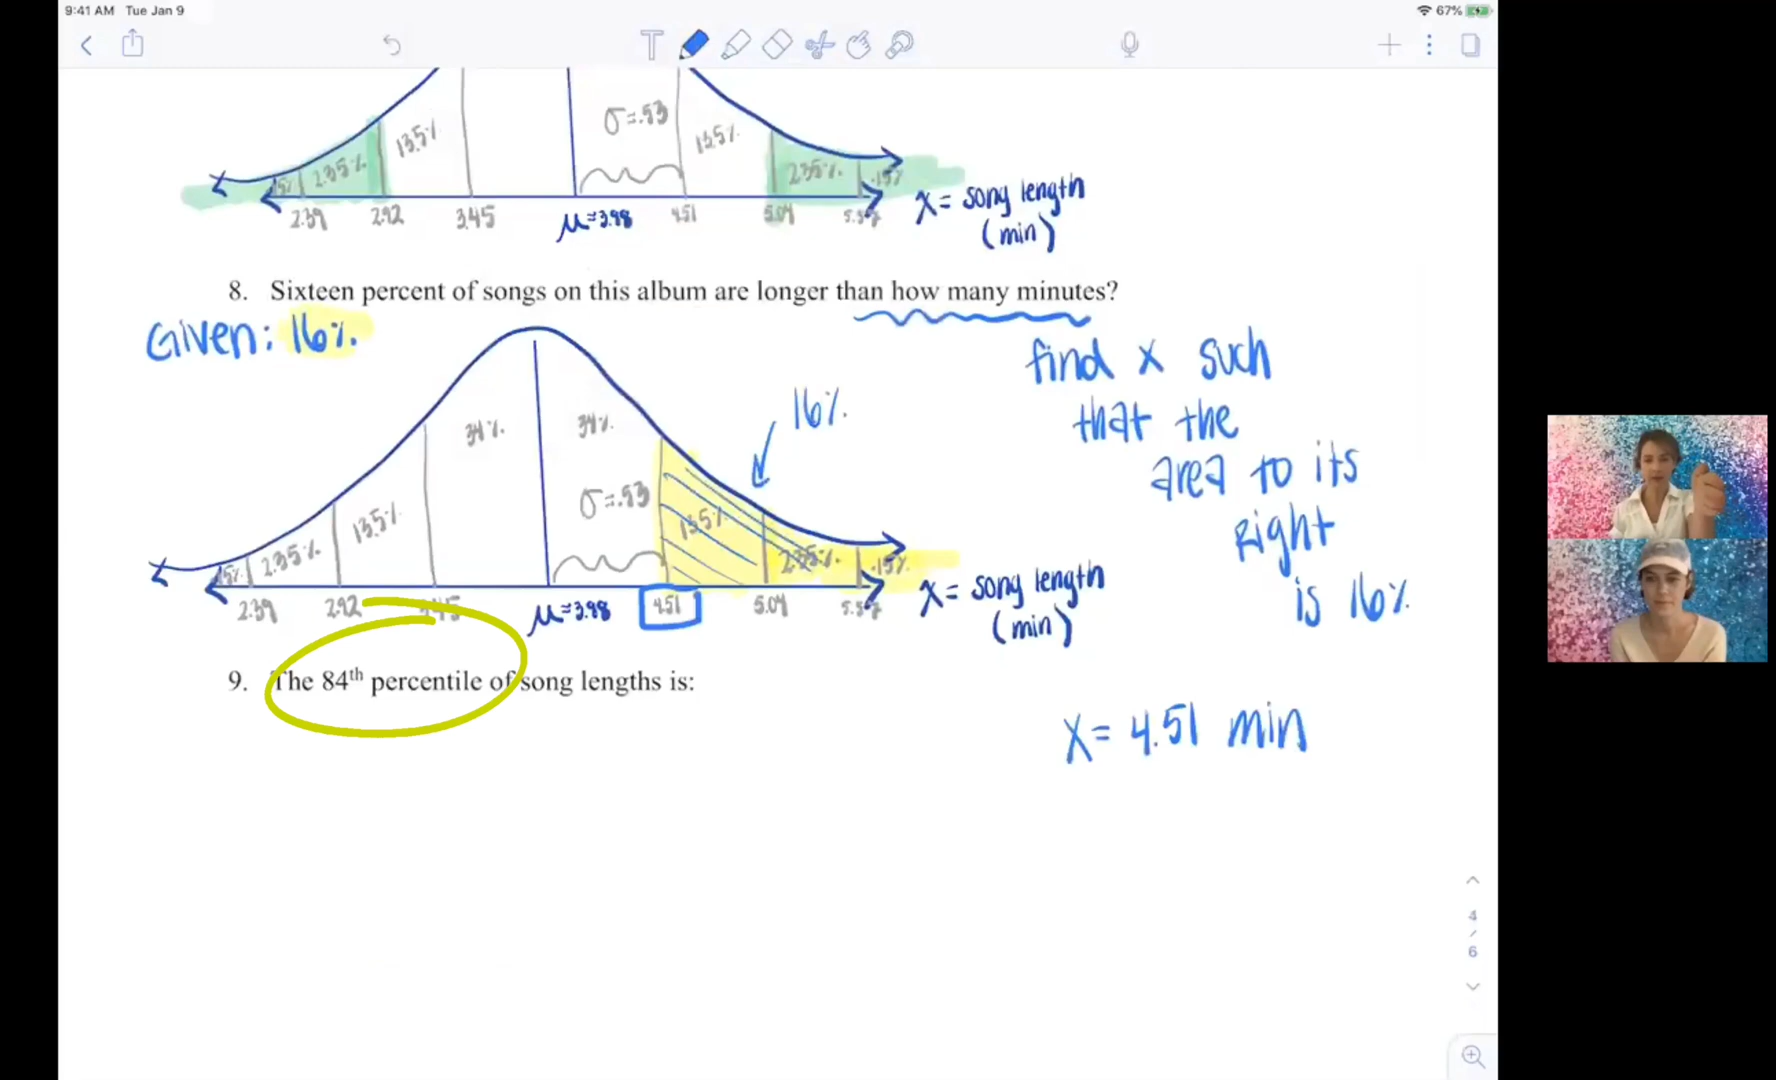 9:41 AM Tue Jan 9
67%
σ=.53
13.5%
13.5%
2.35%
2.35%
.15%
2.39 2.92 3.45 μ=3.98 4.51 5.04 5.57
x= song length
(min)
8. Sixteen percent of songs on this album are longer than how many minutes?
Given: 16%
find x such
that the
area to its
Right
is 16%
16%
34% 34%
σ=.53
13.5% 13.5%
.15% 2.35% 2.35% .15%
2.39 2.92 3.45 μ=3.98 4.51 5.04 5.57
x= song length
(min)
9. The 84th percentile of song lengths is:
x= 4.51 min
4
/
6